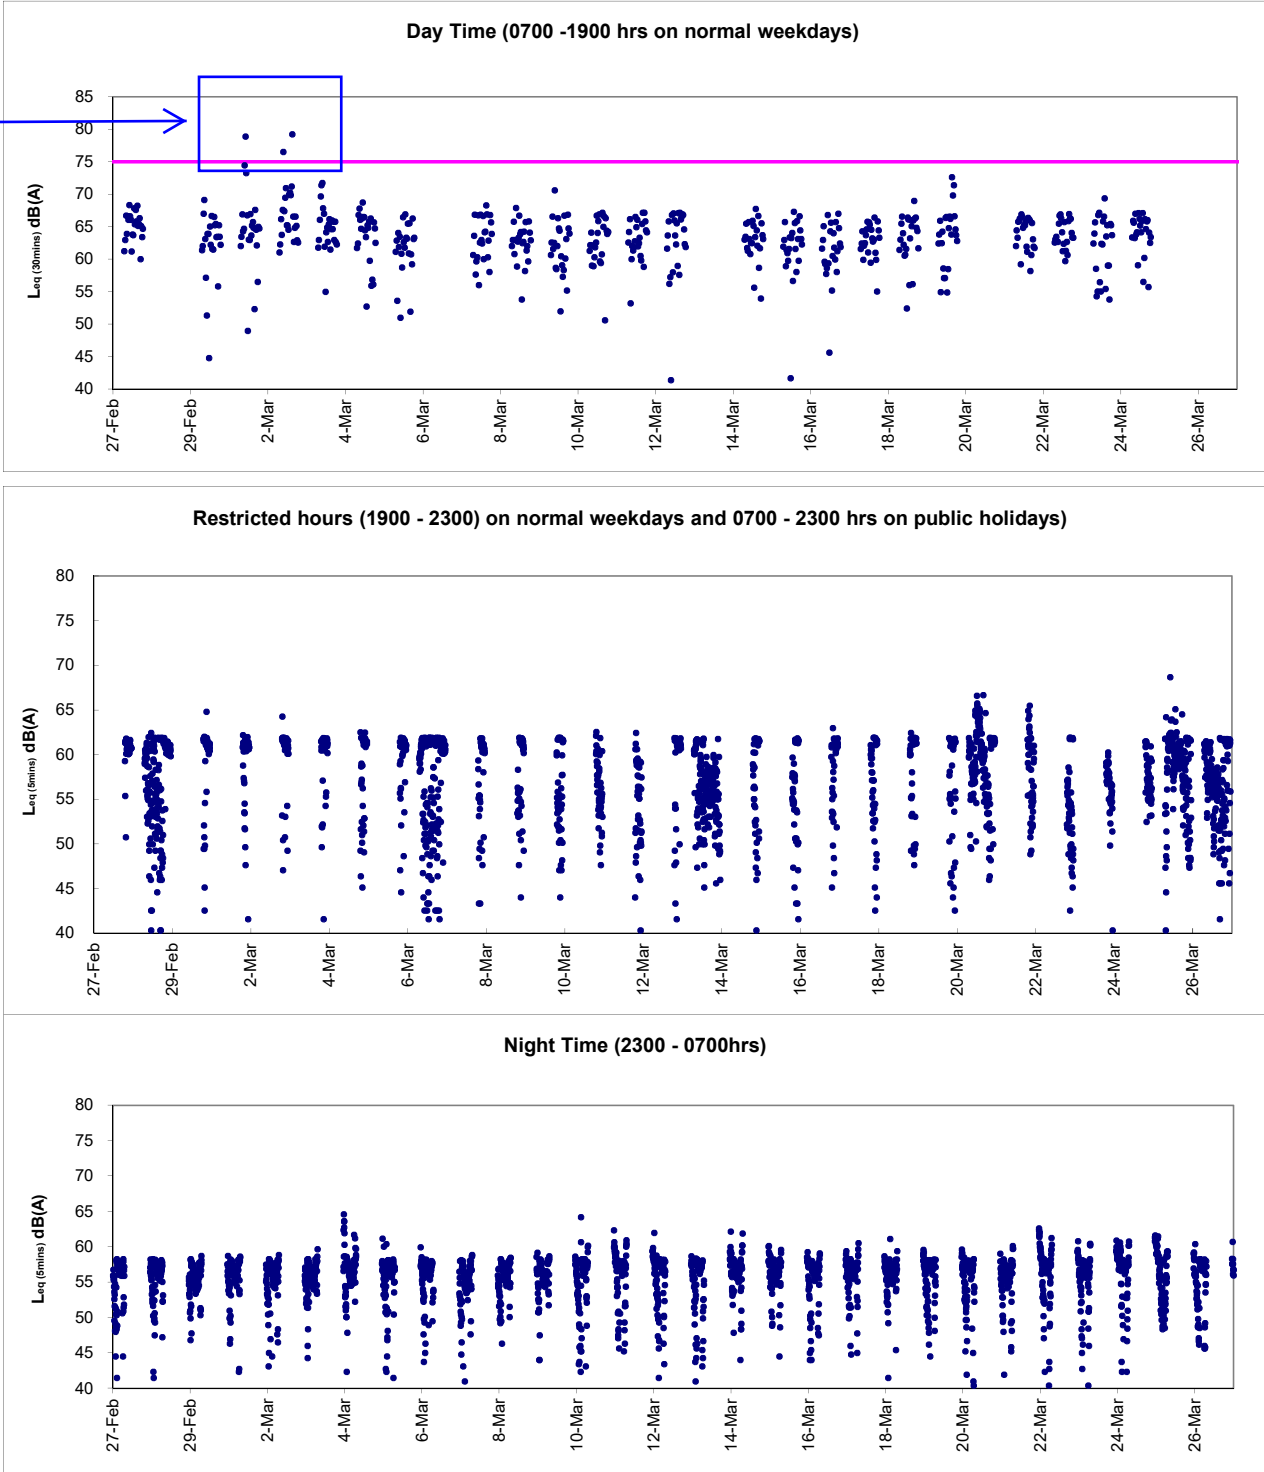 Day Time (0700 -1900 hrs on normal weekdays)
85
80
75
70
65
60
55
50
45
40
Leq (30mins) dB(A)
27-Feb
29-Feb
2-Mar
4-Mar
6-Mar
8-Mar
10-Mar
12-Mar
14-Mar
16-Mar
18-Mar
20-Mar
22-Mar
24-Mar
26-Mar
Restricted hours (1900 - 2300) on normal weekdays and 0700 - 2300 hrs on public holidays)
80
75
70
65
60
55
50
45
40
Leq (5mins) dB(A)
27-Feb
29-Feb
2-Mar
4-Mar
6-Mar
8-Mar
10-Mar
12-Mar
14-Mar
16-Mar
18-Mar
20-Mar
22-Mar
24-Mar
26-Mar
Night Time (2300 - 0700hrs)
80
75
70
65
60
55
50
45
40
Leq (5mins) dB(A)
27-Feb
29-Feb
2-Mar
4-Mar
6-Mar
8-Mar
10-Mar
12-Mar
14-Mar
16-Mar
18-Mar
20-Mar
22-Mar
24-Mar
26-Mar